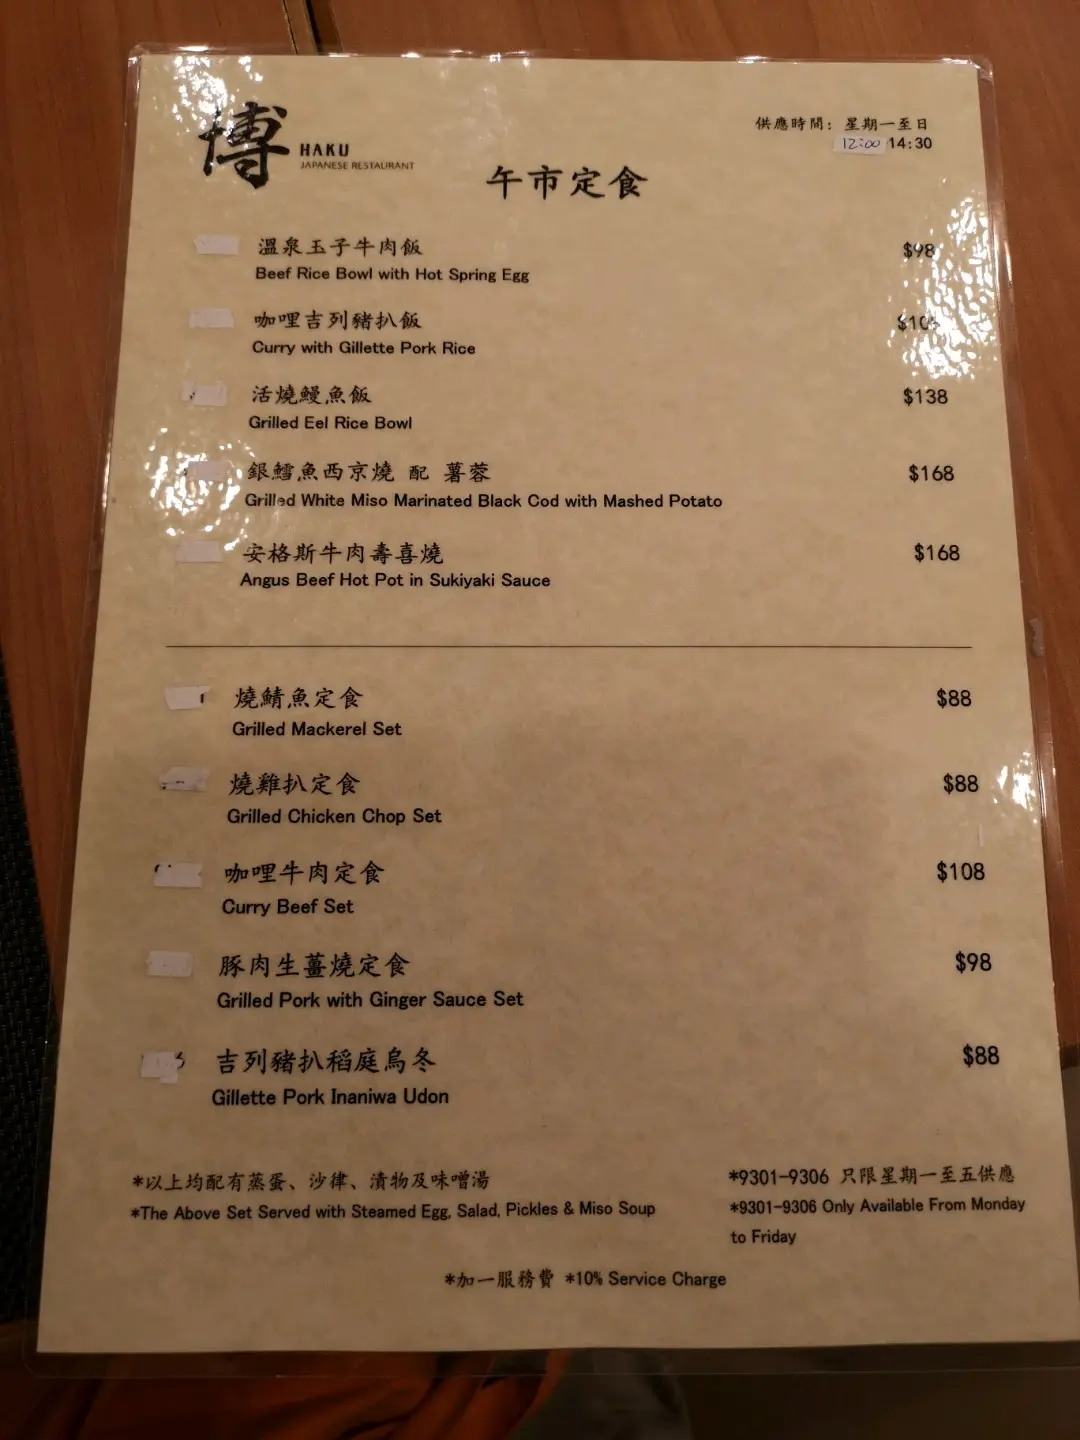 博
HAKU
JAPANESE RESTAURANT
供應時間: 星期一至日
12:00 14:30
午市定食
溫泉玉子牛肉飯 $98
Beef Rice Bowl with Hot Spring Egg
咖哩吉列豬扒飯
Curry with Gillette Pork Rice
活燒鰻魚飯 $138
Grilled Eel Rice Bowl
銀鱈魚西京燒 配 薯蓉 $168
Grilled White Miso Marinated Black Cod with Mashed Potato
安格斯牛肉壽喜燒 $168
Angus Beef Hot Pot in Sukiyaki Sauce
燒鯖魚定食 $88
Grilled Mackerel Set
燒雞扒定食 $88
Grilled Chicken Chop Set
咖哩牛肉定食 $108
Curry Beef Set
豚肉生薑燒定食 $98
Grilled Pork with Ginger Sauce Set
吉列豬扒稻庭烏冬 $88
Gillette Pork Inaniwa Udon
*以上均配有蒸蛋、沙律、漬物及味噌湯
*The Above Set Served with Steamed Egg, Salad, Pickles & Miso Soup
*9301-9306 只限星期一至五供應
*9301-9306 Only Available From Monday
to Friday
*加一服務費 *10% Service Charge